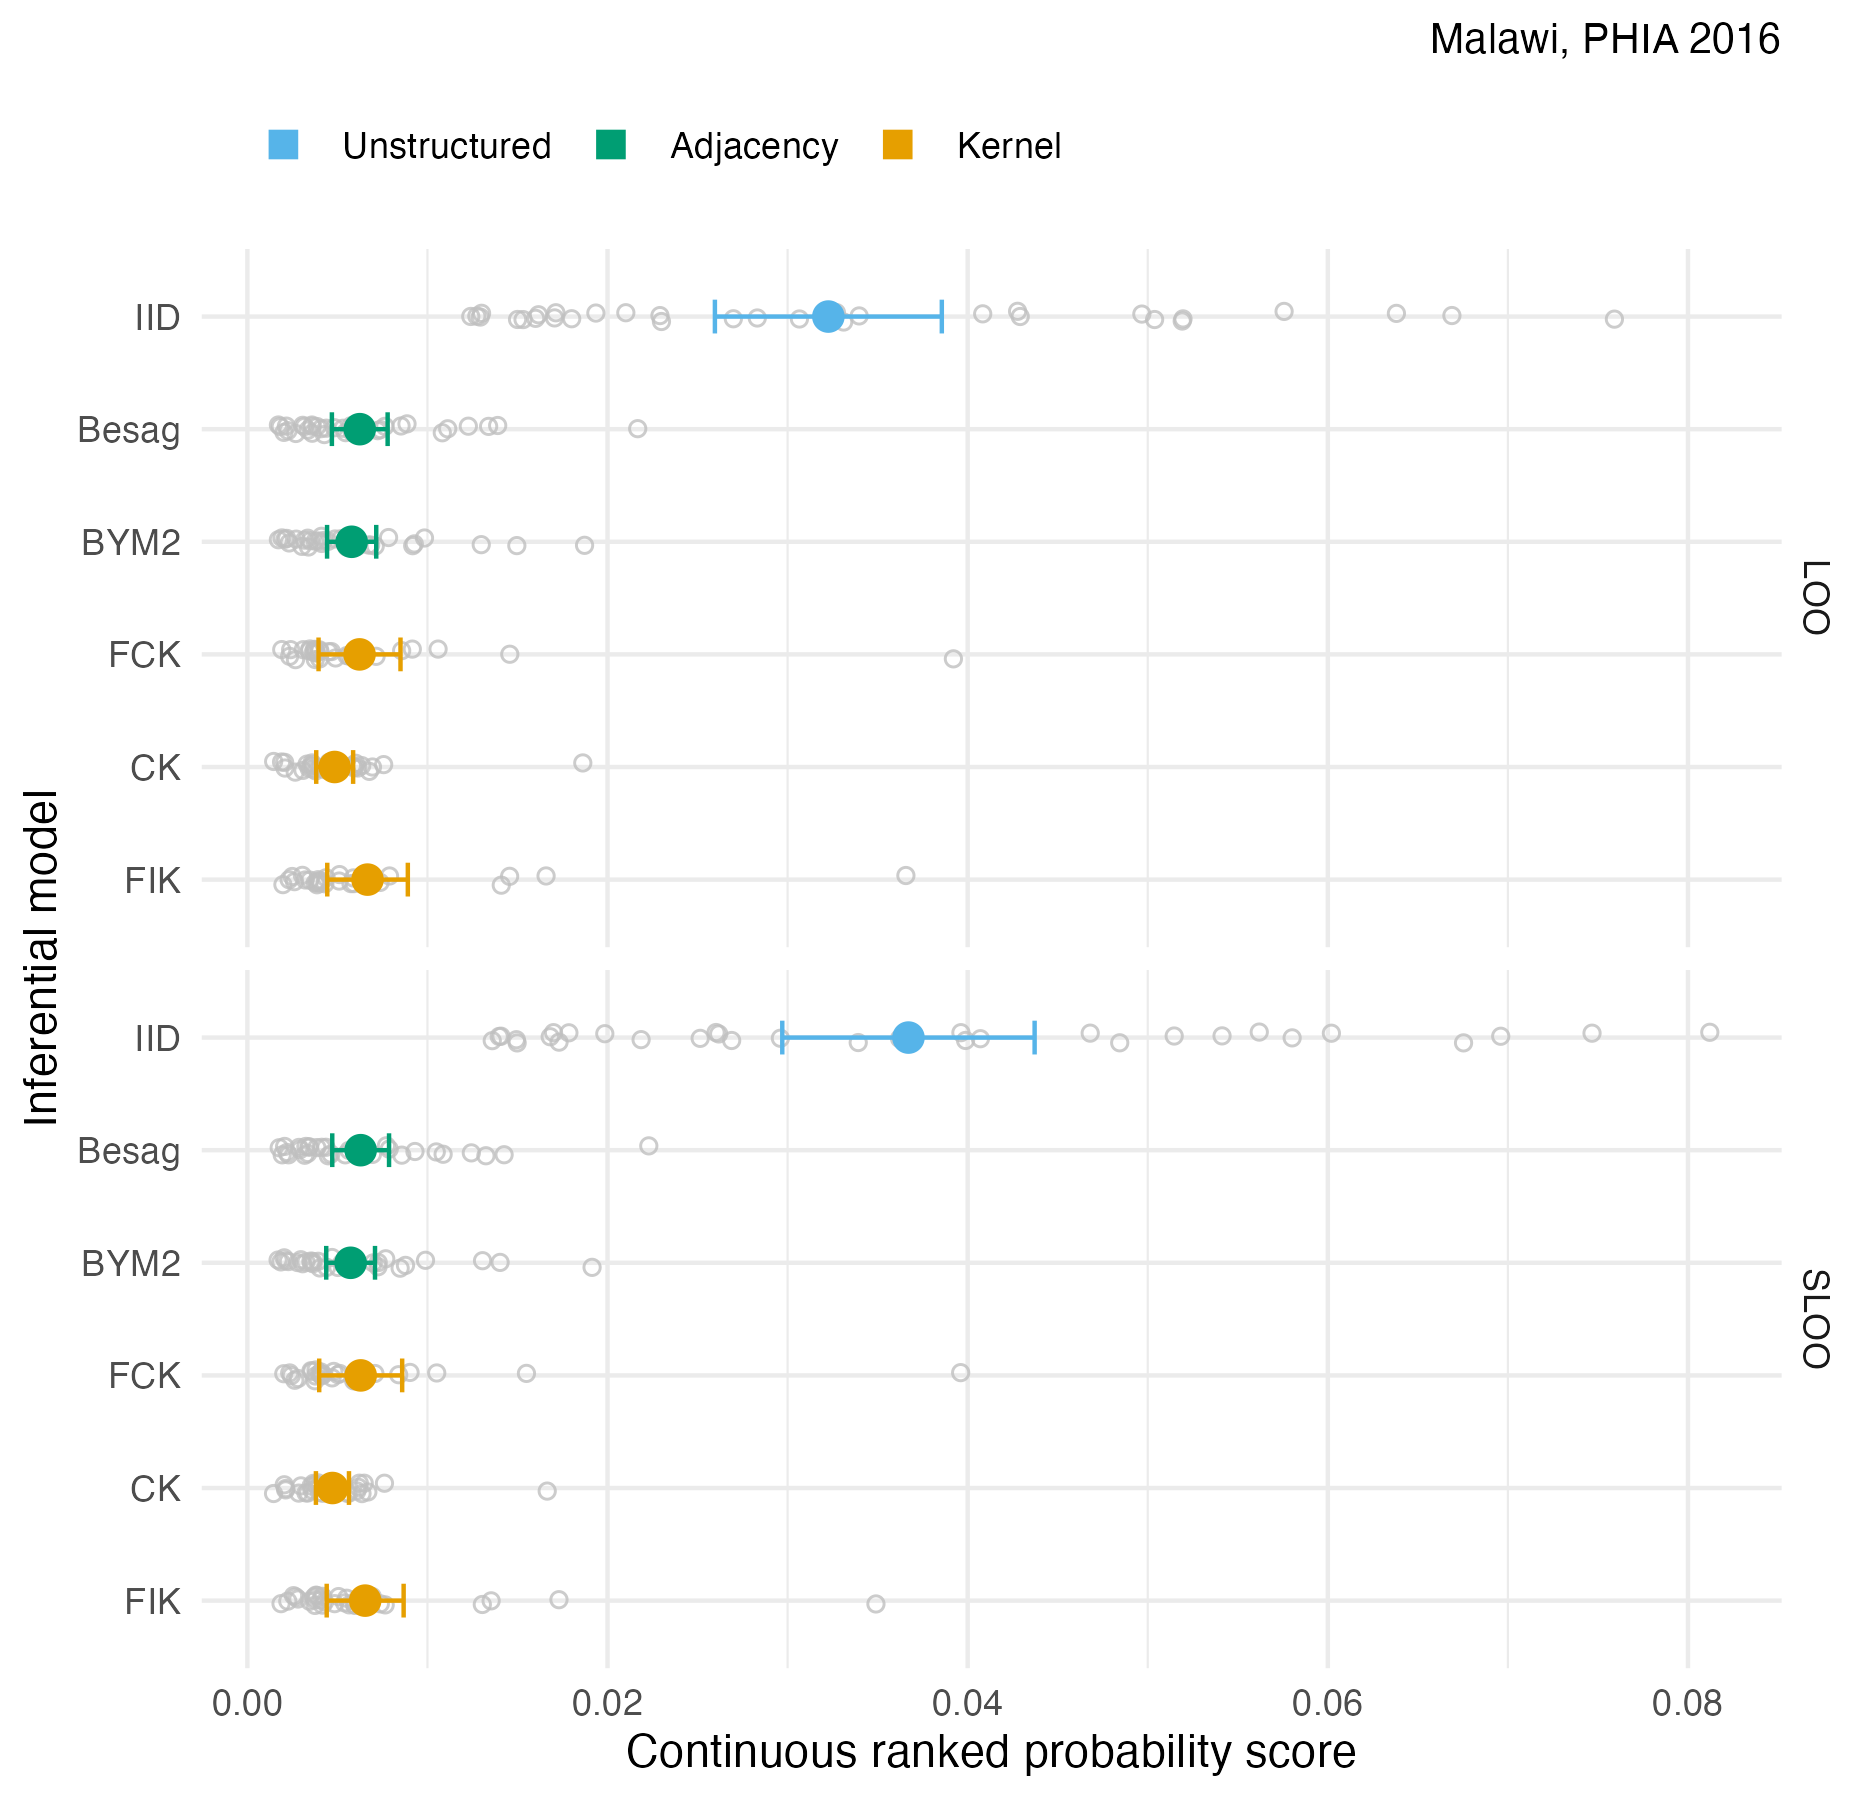 Malawi, PHIA 2016
Unstructured
Adjacency
Kernel
Inferential model
IID
Besag
BYM2
FCK
CK
FIK
LOO
IID
Besag
BYM2
FCK
CK
FIK
SLOO
0.00
0.02
0.04
0.06
0.08
Continuous ranked probability score